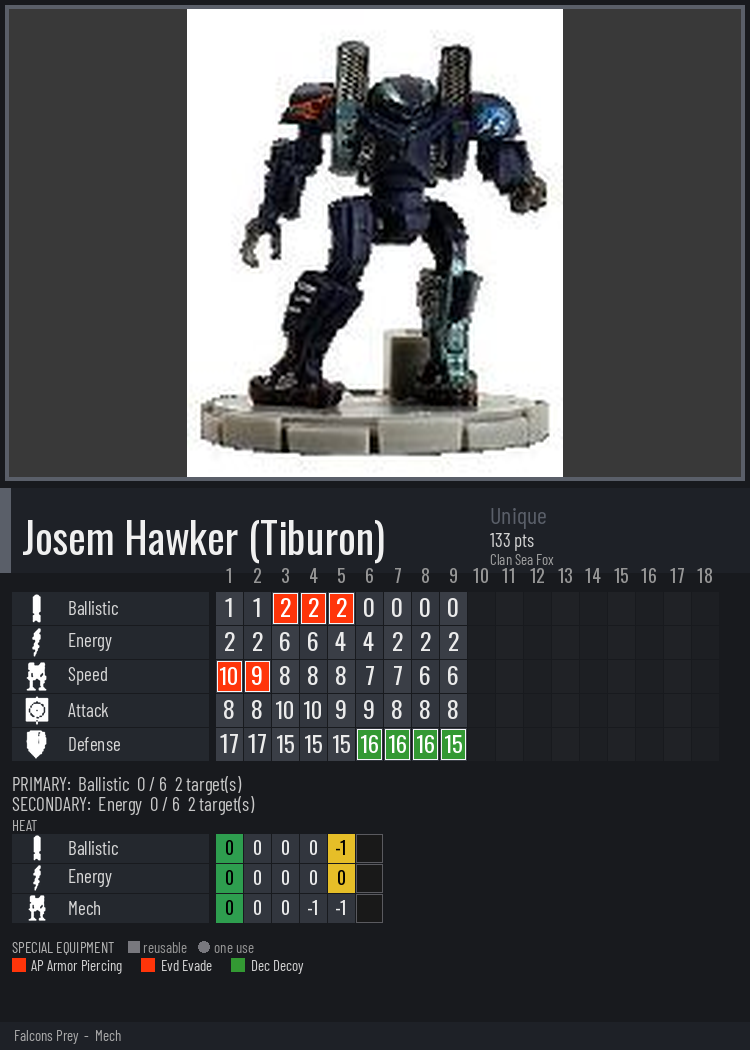 Josem Hawker (Tiburon)
Unique
133 pts
Clan Sea Fox
1 2 3 4 5 6 7 8 9 10 11 12 13 14 15 16 17 18
Ballistic 1 1 2 2 2 0 0 0 0
Energy 2 2 6 6 4 4 2 2 2
Speed 10 9 8 8 8 7 7 6 6
Attack 8 8 10 10 9 9 8 8 8
Defense 17 17 15 15 15 16 16 16 15
PRIMARY: Ballistic 0 / 6 2 target(s)
SECONDARY: Energy 0 / 6 2 target(s)
HEAT
Ballistic 0 0 0 0 -1
Energy 0 0 0 0 0
Mech 0 0 0 -1 -1
SPECIAL EQUIPMENT reusable one use
AP Armor Piercing Evd Evade Dec Decoy
Falcons Prey - Mech